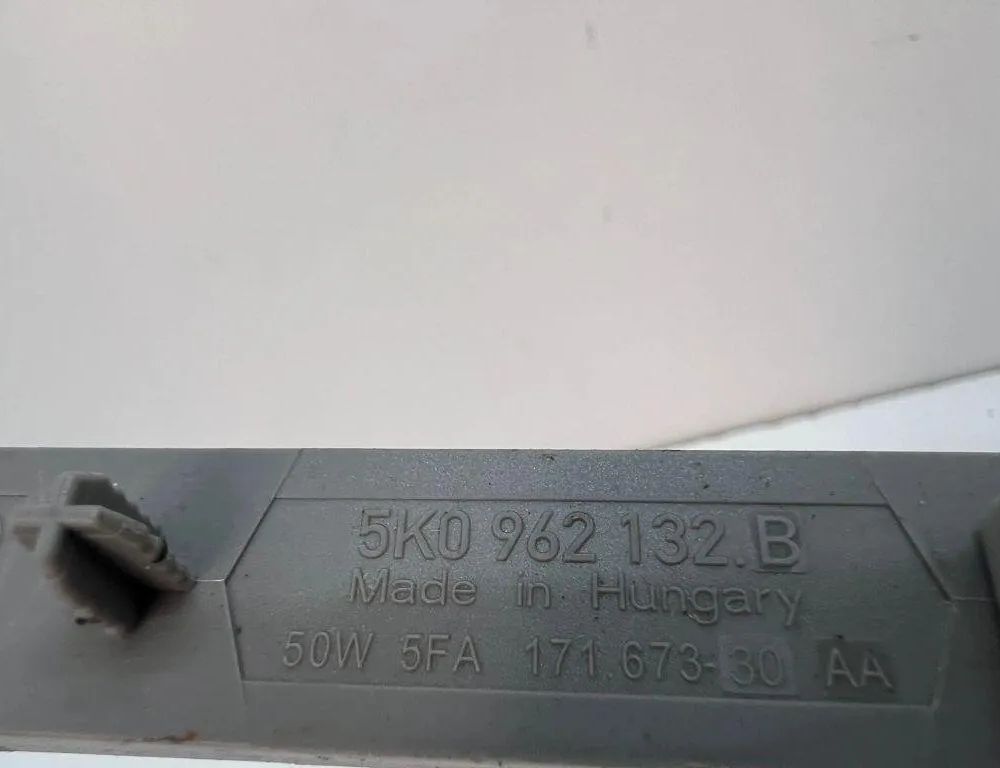 5K0 962 132.B
Made in Hungary
50W 5FA 171.673-30 AA